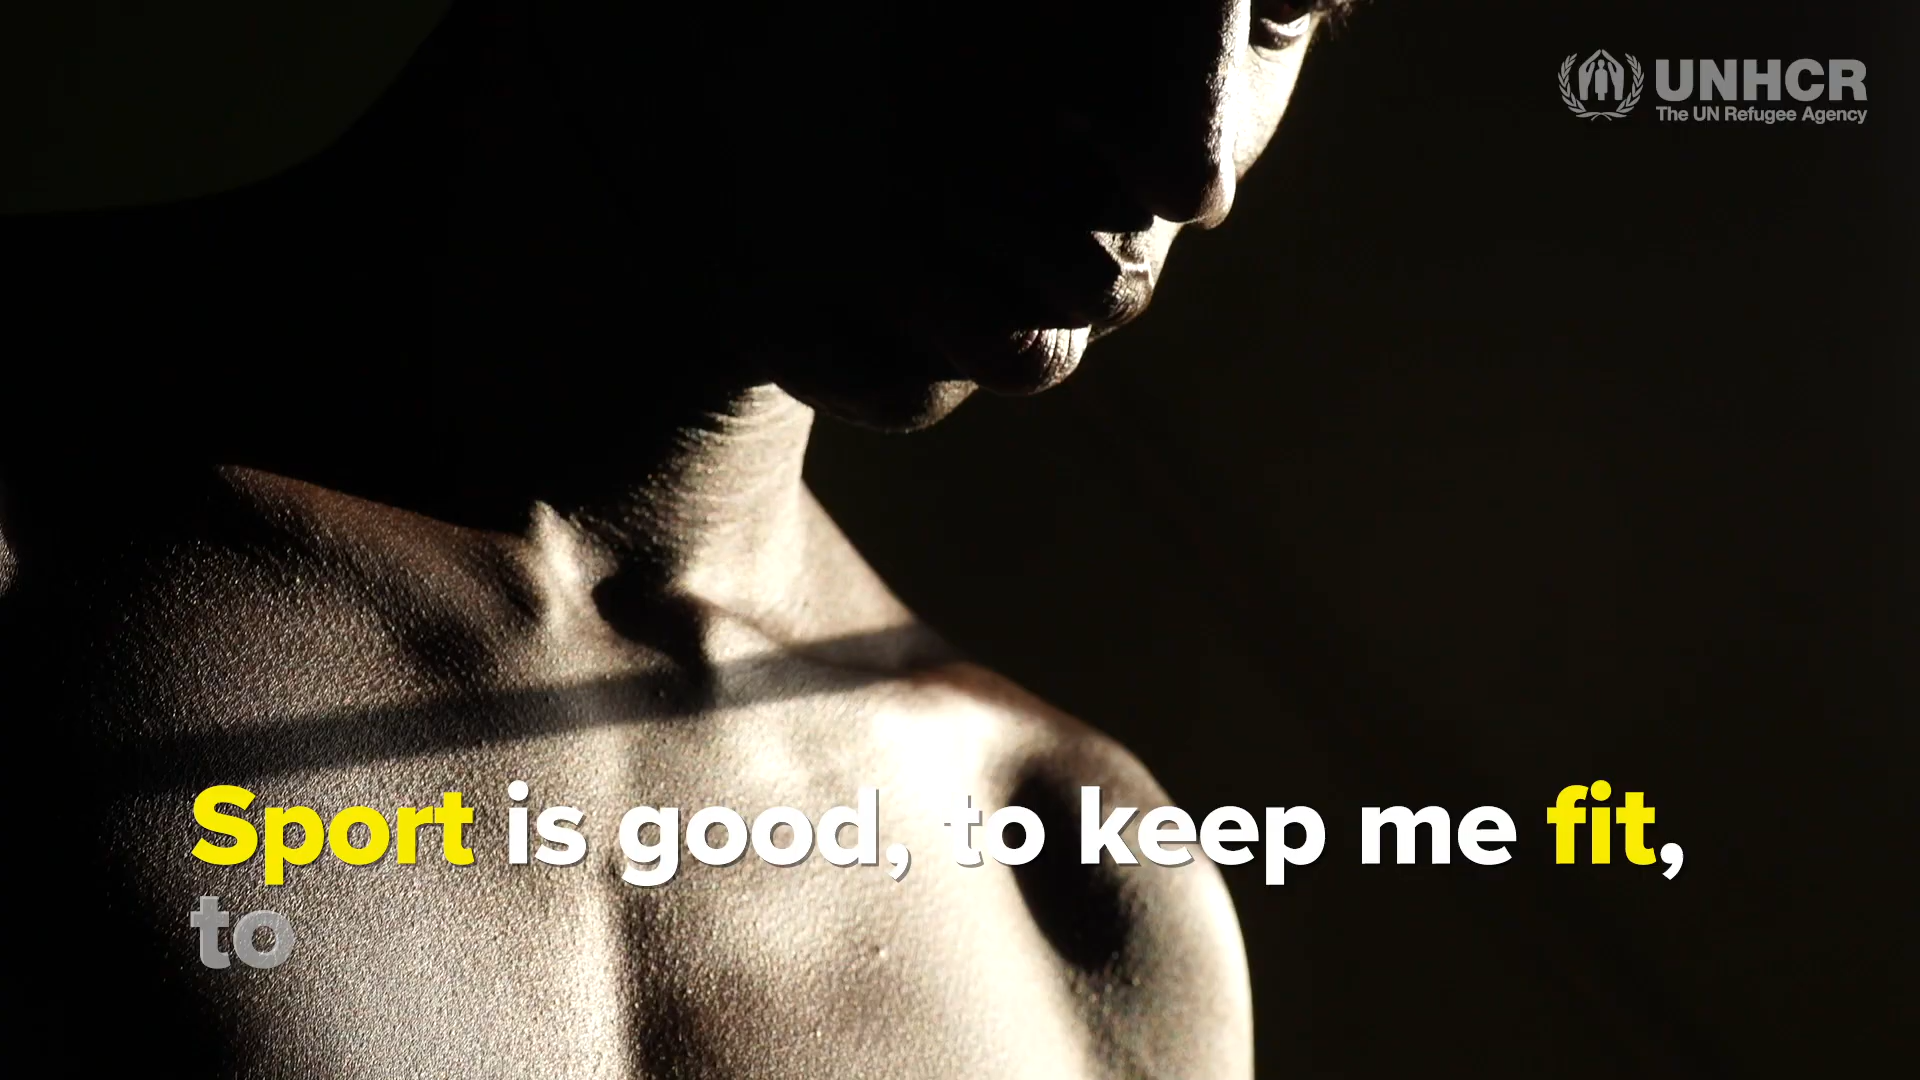 UNHCR
The UN Refugee Agency
Sport is good, to keep me fit,
to